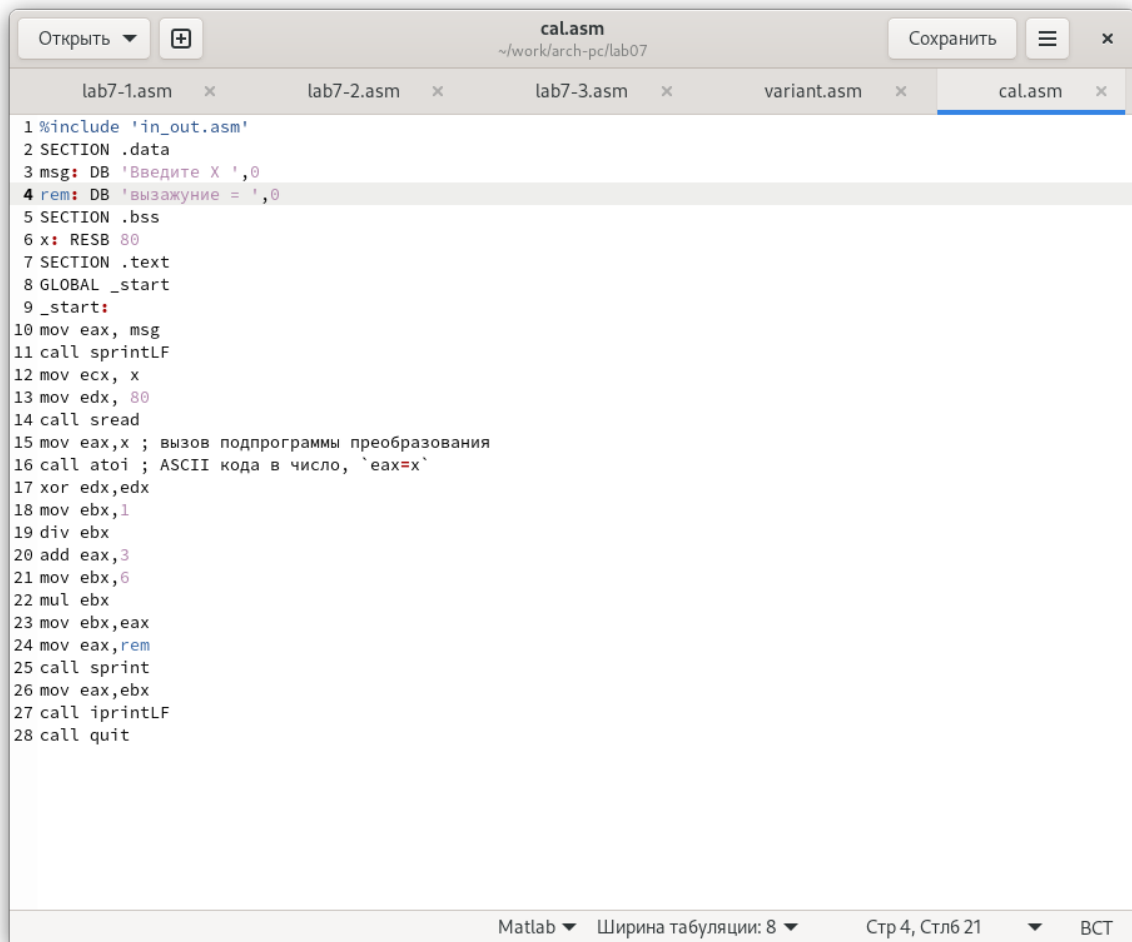 Открыть
cal.asm
~/work/arch-pc/lab07
Сохранить
lab7-1.asm
lab7-2.asm
lab7-3.asm
variant.asm
cal.asm
1 %include 'in_out.asm'
2 SECTION .data
3 msg: DB 'Введите X ',0
4 rem: DB 'вызажуние = ',0
5 SECTION .bss
6 x: RESB 80
7 SECTION .text
8 GLOBAL _start
9 _start:
10 mov eax, msg
11 call sprintLF
12 mov ecx, x
13 mov edx, 80
14 call sread
15 mov eax,x ; вызов подпрограммы преобразования
16 call atoi ; ASCII кода в число, `eax=x`
17 xor edx,edx
18 mov ebx,1
19 div ebx
20 add eax,3
21 mov ebx,6
22 mul ebx
23 mov ebx,eax
24 mov eax,rem
25 call sprint
26 mov eax,ebx
27 call iprintLF
28 call quit
Matlab
Ширина табуляции: 8
Стр 4, Стлб 21
ВСТ